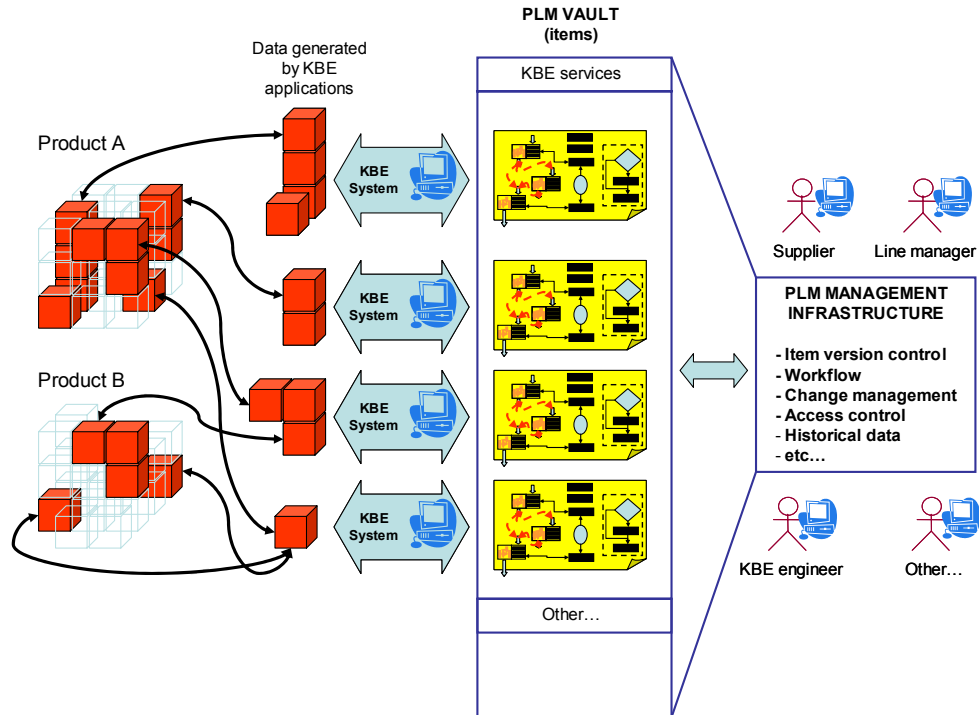 PLM VAULT
(items)
Data generated
by KBE
applications
KBE services
Product A
KBE
System
KBE
System
Product B
KBE
System
KBE
System
Other…
Supplier
Line manager
PLM MANAGEMENT
INFRASTRUCTURE
- Item version control
- Workflow
- Change management
- Access control
- Historical data
- etc…
KBE engineer
Other…